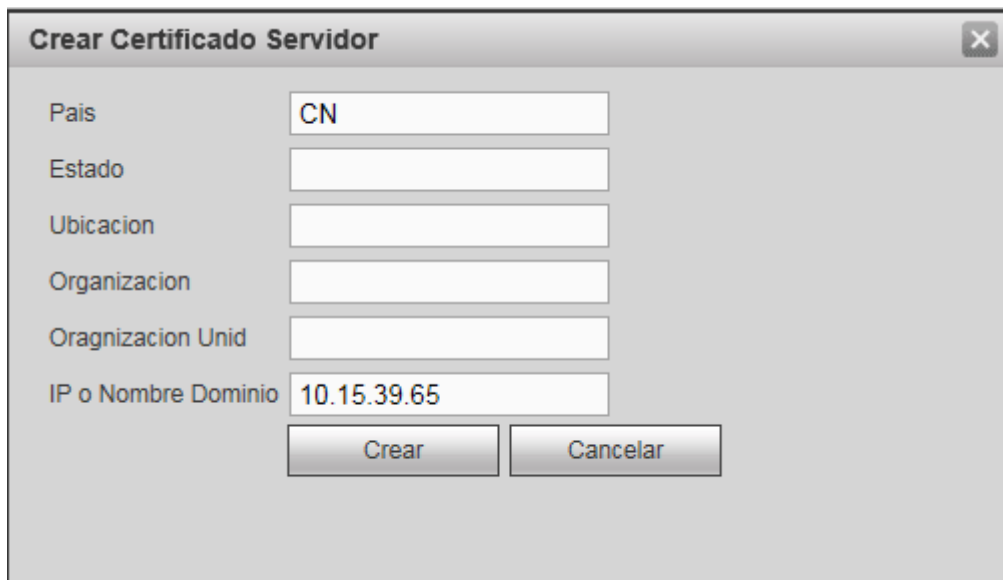 Crear Certificado Servidor
Pais CN
Estado
Ubicacion
Organizacion
Oragnizacion Unid
IP o Nombre Dominio 10.15.39.65
Crear Cancelar